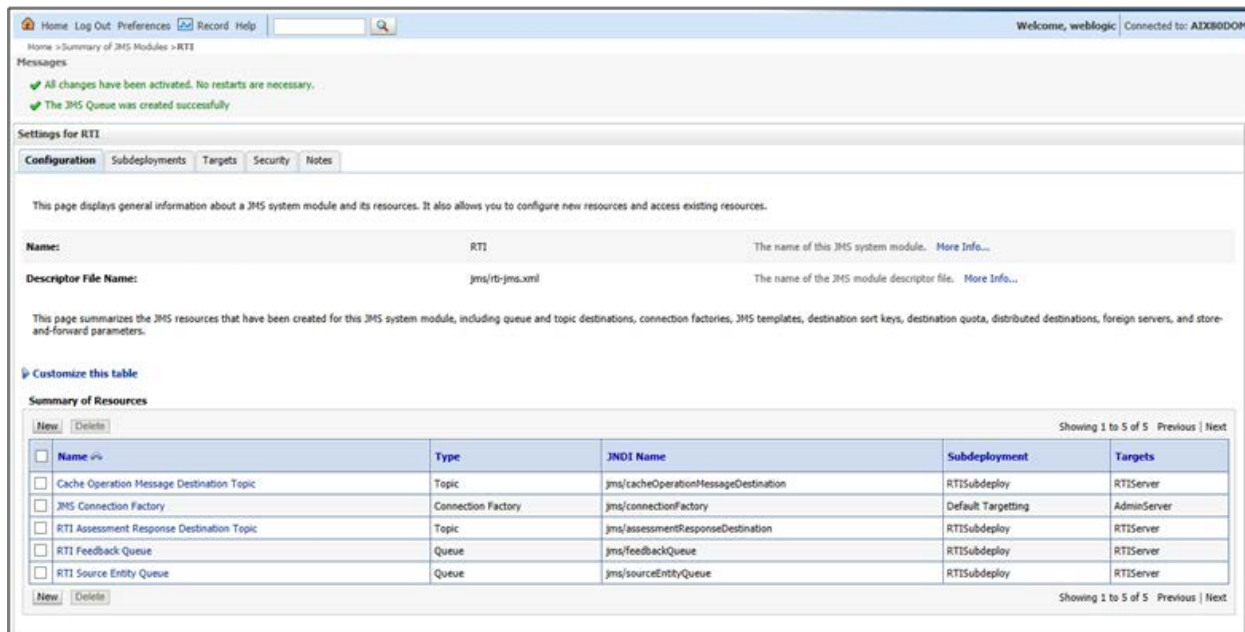 Home Log Out Preferences Record Help
Welcome, weblogic Connected to: AIX80DOM
Home >Summary of JMS Modules >RTI
Messages
All changes have been activated. No restarts are necessary.
The JMS Queue was created successfully
Settings for RTI
Configuration Subdeployments Targets Security Notes
This page displays general information about a JMS system module and its resources. It also allows you to configure new resources and access existing resources.
Name: RTI The name of this JMS system module. More Info...
Descriptor File Name: jms/rti-jms.xml The name of the JMS module descriptor file. More Info...
This page summarizes the JMS resources that have been created for this JMS system module, including queue and topic destinations, connection factories, JMS templates, destination sort keys, destination quota, distributed destinations, foreign servers, and store-
and-forward parameters.
Customize this table
Summary of Resources
New Delete Showing 1 to 5 of 5 Previous | Next
Name Type JNDI Name Subdeployment Targets
Cache Operation Message Destination Topic Topic jms/cacheOperationMessageDestination RTISubdeploy RTIServer
JMS Connection Factory Connection Factory jms/connectionFactory Default Targetting AdminServer
RTI Assessment Response Destination Topic Topic jms/assessmentResponseDestination RTISubdeploy RTIServer
RTI Feedback Queue Queue jms/feedbackQueue RTISubdeploy RTIServer
RTI Source Entity Queue Queue jms/sourceEntityQueue RTISubdeploy RTIServer
New Delete Showing 1 to 5 of 5 Previous | Next